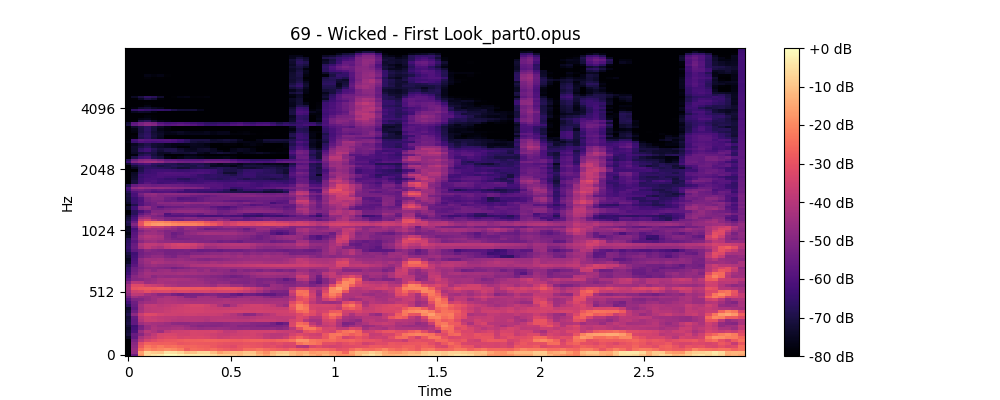 69 - Wicked - First Look_part0.opus
Hz
4096
2048
1024
512
0
0
0.5
1
1.5
2
2.5
Time
+0 dB
-10 dB
-20 dB
-30 dB
-40 dB
-50 dB
-60 dB
-70 dB
-80 dB